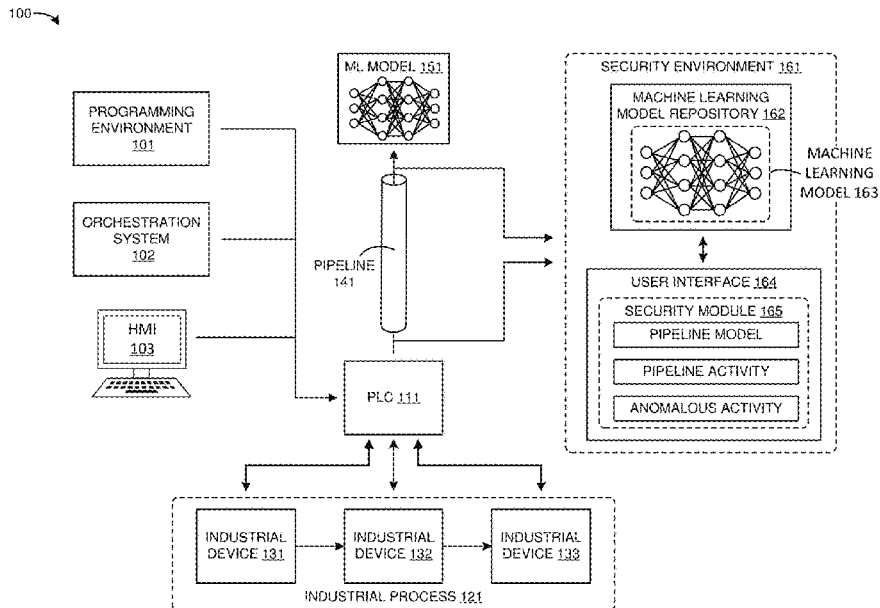 100
PROGRAMMING
ENVIRONMENT
101
ORCHESTRATION
SYSTEM
102
HMI
103
ML MODEL 151
PIPELINE
141
PLC 111
SECURITY ENVIRONMENT 161
MACHINE LEARNING
MODEL REPOSITORY 162
MACHINE
LEARNING
MODEL 163
USER INTERFACE 164
SECURITY MODULE 165
PIPELINE MODEL
PIPELINE ACTIVITY
ANOMALOUS ACTIVITY
INDUSTRIAL
DEVICE 131
INDUSTRIAL
DEVICE 132
INDUSTRIAL
DEVICE 133
INDUSTRIAL PROCESS 121